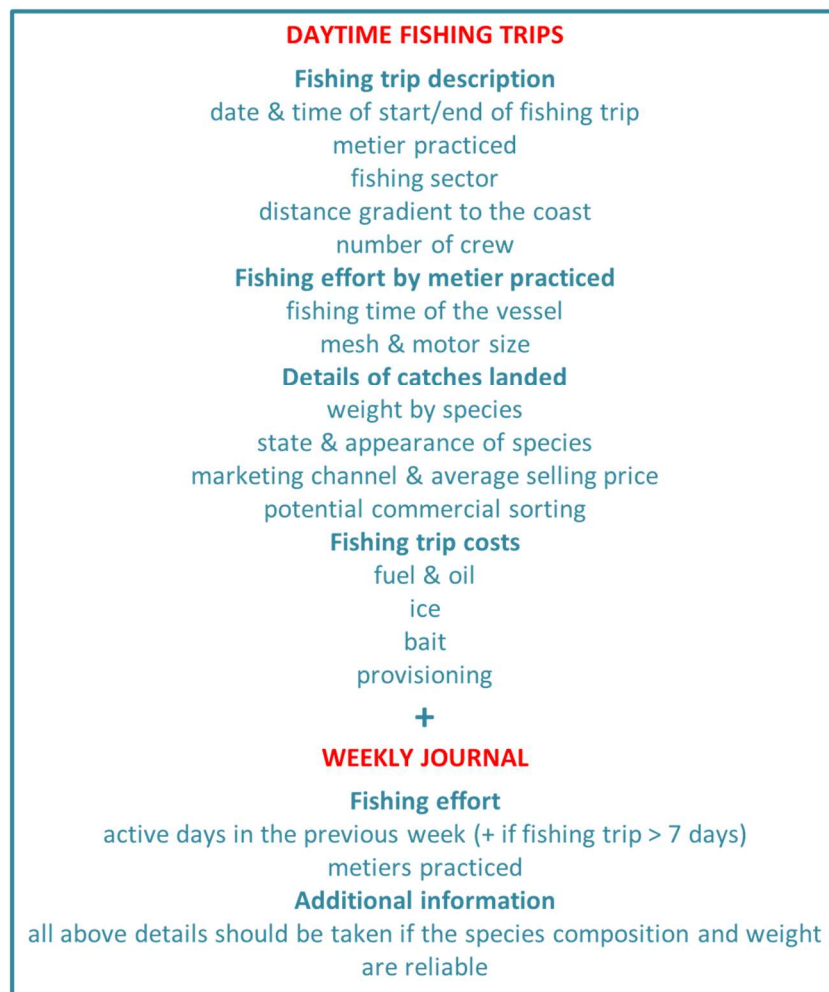 DAYTIME FISHING TRIPS
Fishing trip description
date & time of start/end of fishing trip
metier practiced
fishing sector
distance gradient to the coast
number of crew
Fishing effort by metier practiced
fishing time of the vessel
mesh & motor size
Details of catches landed
weight by species
state & appearance of species
marketing channel & average selling price
potential commercial sorting
Fishing trip costs
fuel & oil
ice
bait
provisioning
+
WEEKLY JOURNAL
Fishing effort
active days in the previous week (+ if fishing trip > 7 days)
metiers practiced
Additional information
all above details should be taken if the species composition and weight
are reliable